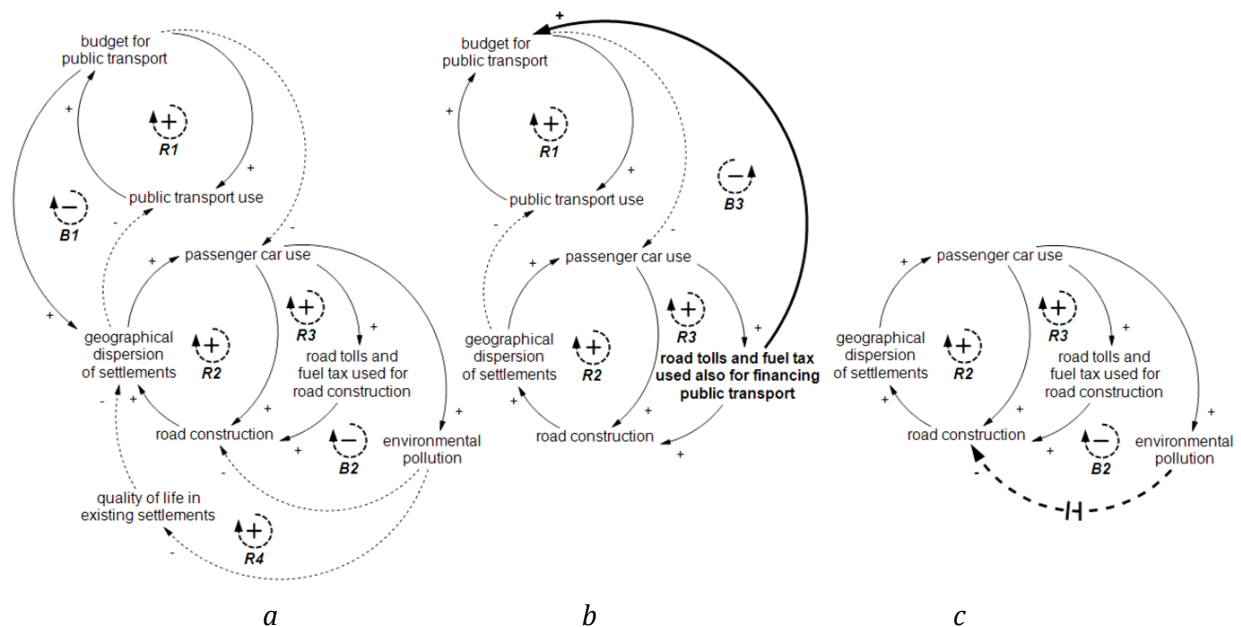 budget for
public transport
+
+
R1
+
public transport use
-
B1
-
-
+
passenger car use
+
geographical
dispersion
of settlements
+
R2
+
R3
+
road tolls and
fuel tax used for
road construction
-
+
+
road construction
+
-
B2
+
environmental
pollution
-
quality of life in
existing settlements
-
+
R4
a
+
budget for
public transport
+
+
R1
+
public transport use
-
B3
-
-
+
passenger car use
geographical
dispersion
of settlements
+
R2
+
R3
+
road tolls and fuel tax
used also for financing
public transport
+
+
road construction
+
b
+
passenger car use
geographical
dispersion
of settlements
+
R2
+
R3
+
road tolls and
fuel tax used for
road construction
+
+
road construction
+
-
B2
+
environmental
pollution
-
c